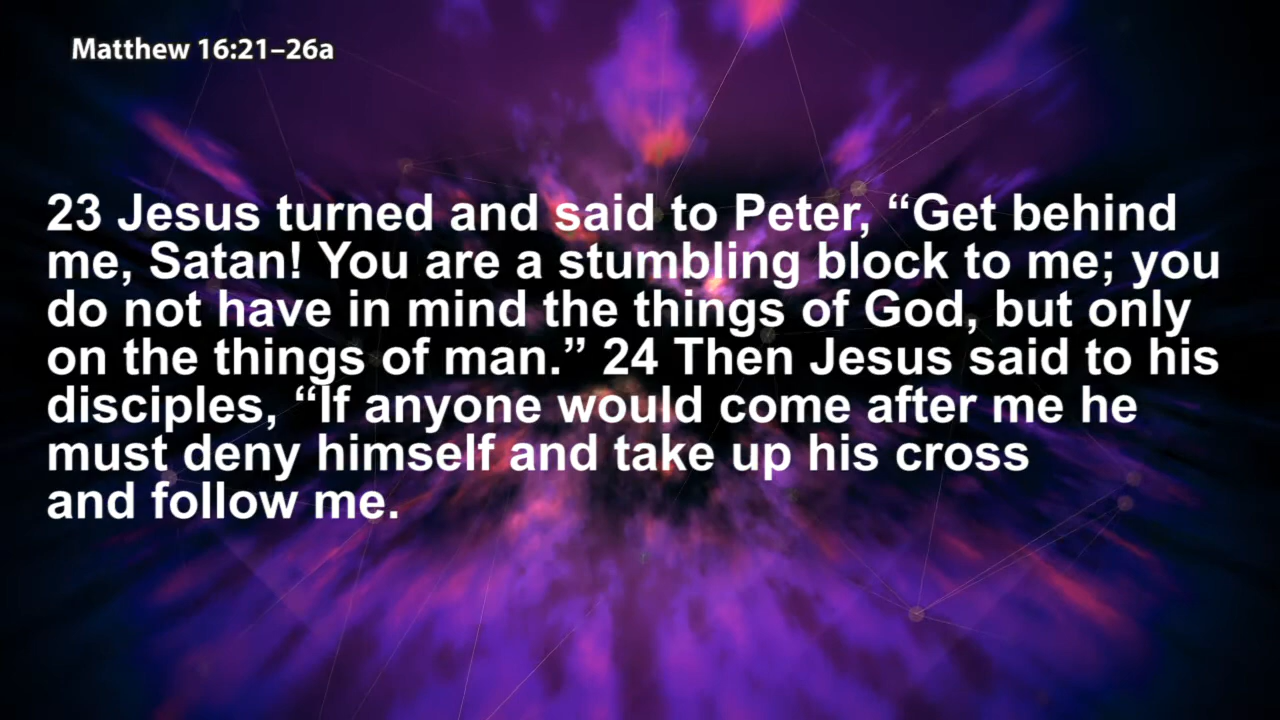 Matthew 16:21–26a
23 Jesus turned and said to Peter, “Get behind
me, Satan! You are a stumbling block to me; you
do not have in mind the things of God, but only
on the things of man.” 24 Then Jesus said to his
disciples, “If anyone would come after me he
must deny himself and take up his cross
and follow me.